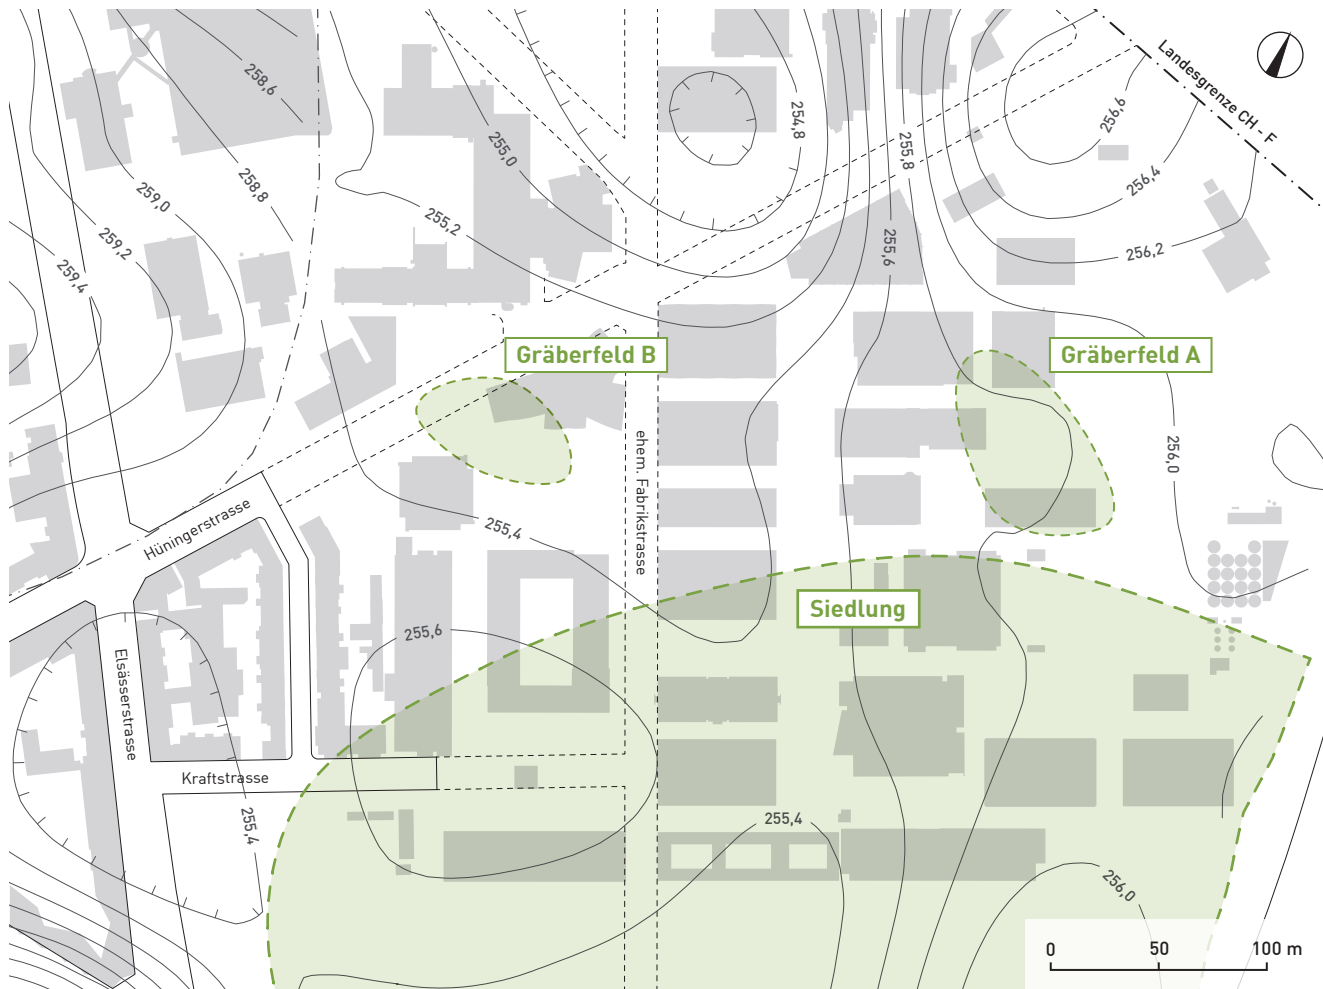 Landesgrenze CH - F
258,6
254,8
256,6
255,0
255,8
258,8
256,4
259,0
255,2
259,2
255,6
256,2
259,4
Gräberfeld B
Gräberfeld A
ehem. Fabrikstrasse
256,0
Hüningerstrasse
255,4
Siedlung
255,6
Elsässerstrasse
Kraftstrasse
255,4
255,4
256,0
0 50 100 m